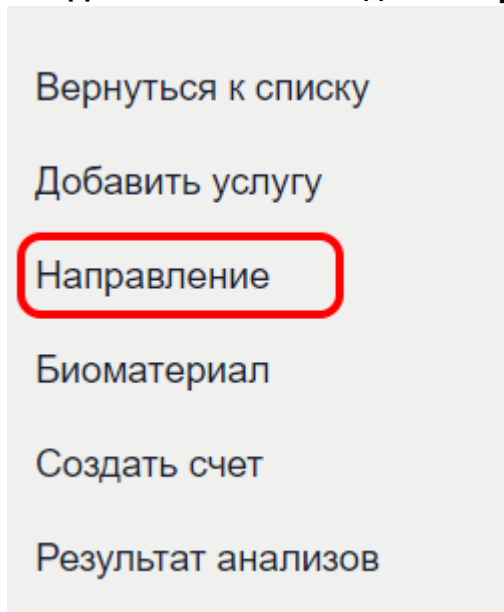 Вернуться к списку
Добавить услугу
Направление
Биоматериал
Создать счет
Результат анализов